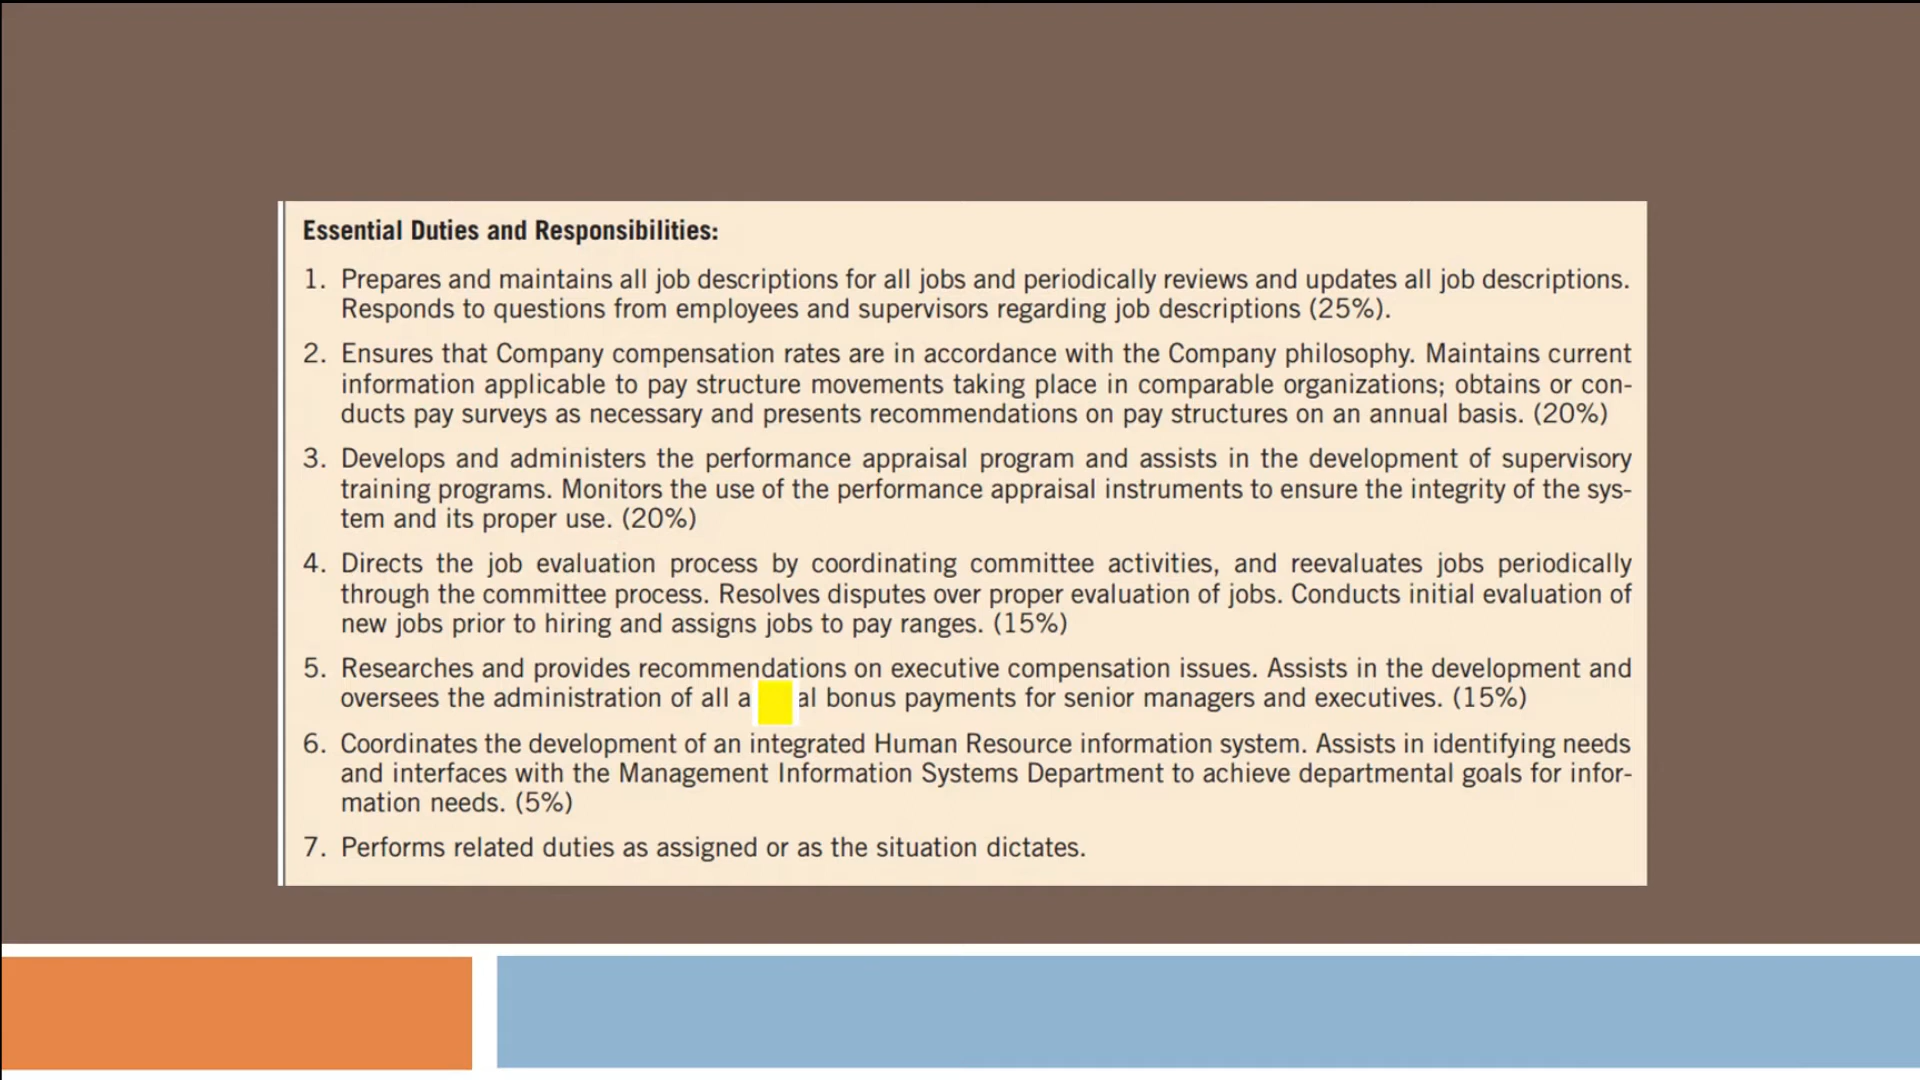 Essential Duties and Responsibilities:
1. Prepares and maintains all job descriptions for all jobs and periodically reviews and updates all job descriptions.
Responds to questions from employees and supervisors regarding job descriptions (25%).
2. Ensures that Company compensation rates are in accordance with the Company philosophy. Maintains current
information applicable to pay structure movements taking place in comparable organizations; obtains or con-
ducts pay surveys as necessary and presents recommendations on pay structures on an annual basis. (20%)
3. Develops and administers the performance appraisal program and assists in the development of supervisory
training programs. Monitors the use of the performance appraisal instruments to ensure the integrity of the sys-
tem and its proper use. (20%)
4. Directs the job evaluation process by coordinating committee activities, and reevaluates jobs periodically
through the committee process. Resolves disputes over proper evaluation of jobs. Conducts initial evaluation of
new jobs prior to hiring and assigns jobs to pay ranges. (15%)
5. Researches and provides recommendations on executive compensation issues. Assists in the development and
oversees the administration of all bonus payments for senior managers and executives. (15%)
6. Coordinates the development of an integrated Human Resource information system. Assists in identifying needs
and interfaces with the Management Information Systems Department to achieve departmental goals for infor-
mation needs. (5%)
7. Performs related duties as assigned or as the situation dictates.